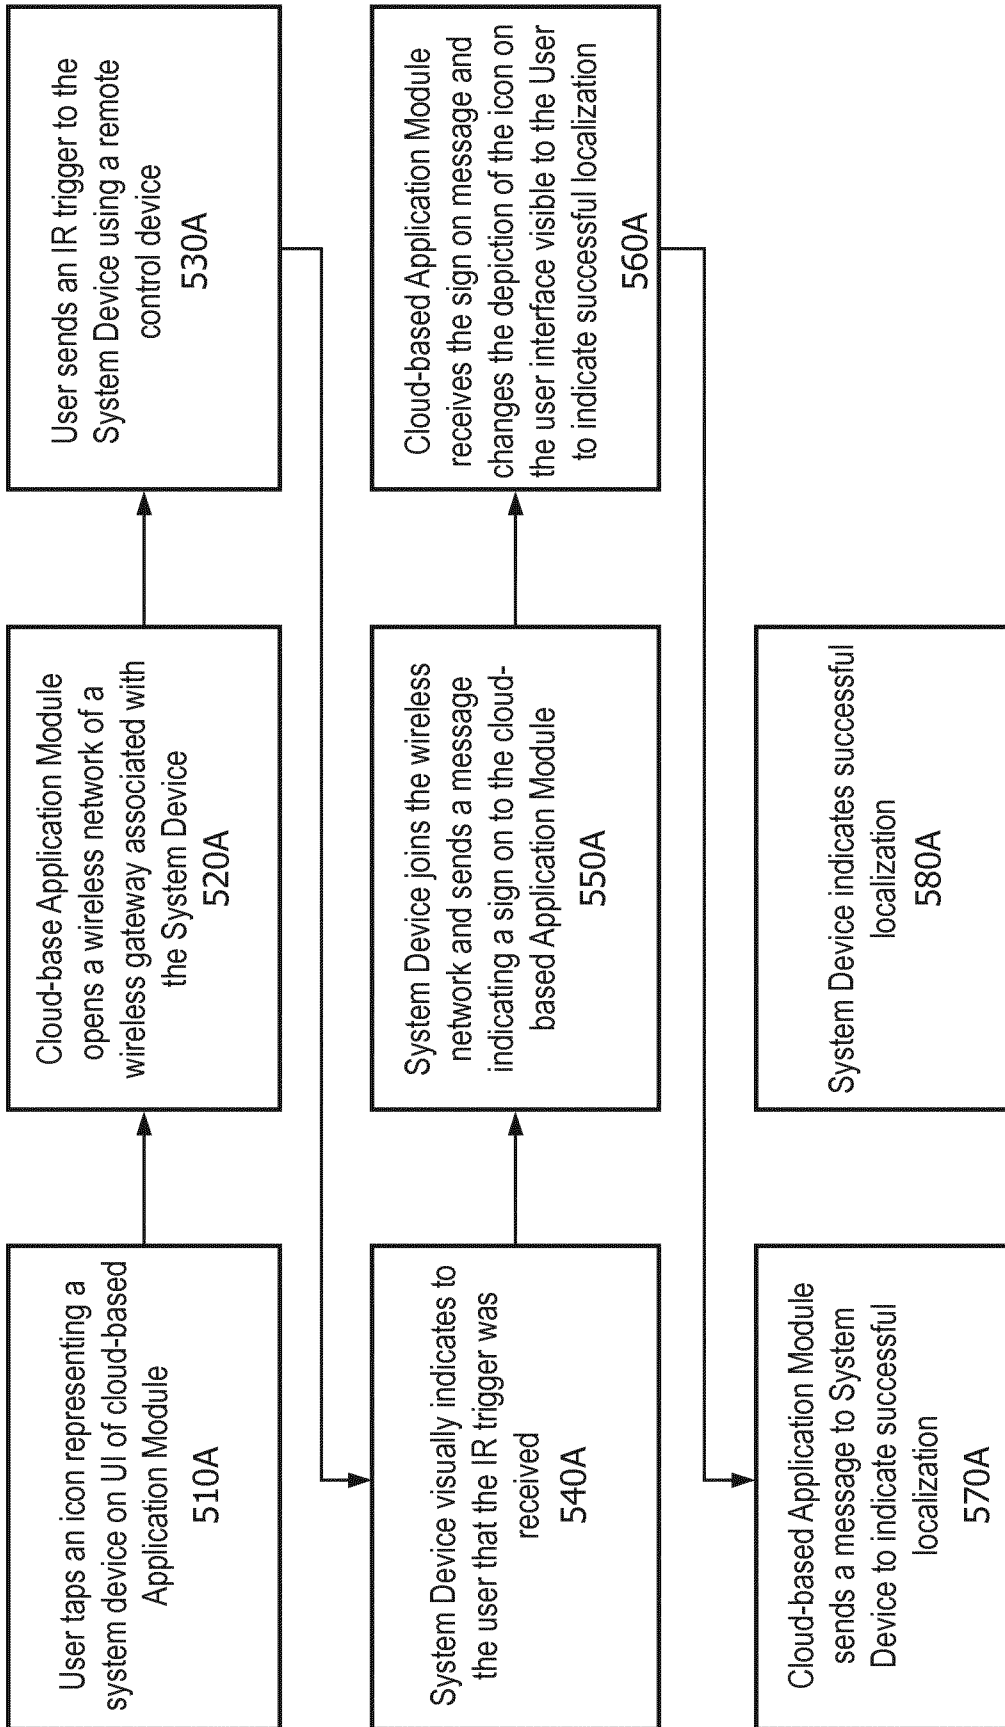 User taps an icon representing a
system device on UI of cloud-based
Application Module
510A
Cloud-base Application Module
opens a wireless network of a
wireless gateway associated with
the System Device
520A
User sends an IR trigger to the
System Device using a remote
control device
530A
System Device visually indicates to
the user that the IR trigger was
received
540A
System Device joins the wireless
network and sends a message
indicating a sign on to the cloud-
based Application Module
550A
Cloud-based Application Module
receives the sign on message and
changes the depiction of the icon on
the user interface visible to the User
to indicate successful localization
560A
Cloud-based Application Module
sends a message to System
Device to indicate successful
localization
570A
System Device indicates successful
localization
580A